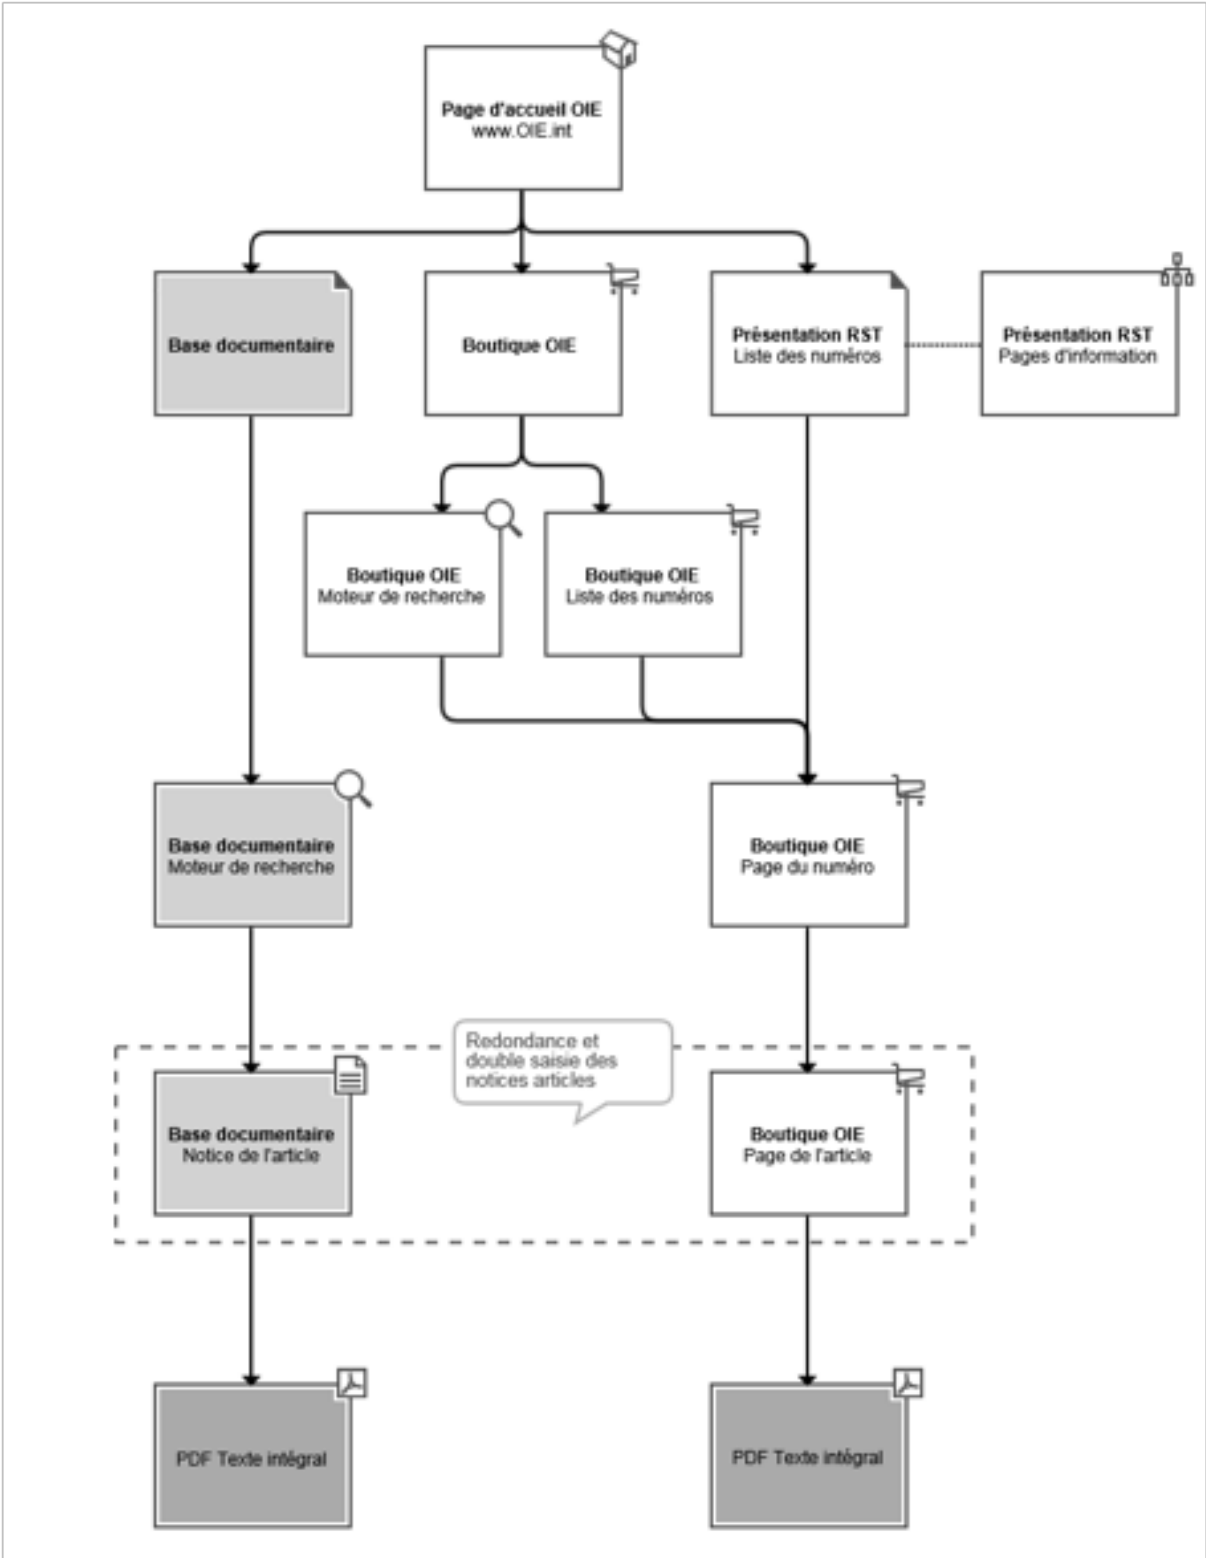 Page d'accueil OIE
www.OIE.int
Base documentaire
Boutique OIE
Présentation RST
Liste des numéros
Présentation RST
Pages d'information
Boutique OIE
Moteur de recherche
Boutique OIE
Liste des numéros
Base documentaire
Moteur de recherche
Boutique OIE
Page du numéro
Redondance et
double saisie des
notices articles
Base documentaire
Notice de l'article
Boutique OIE
Page de l'article
PDF Texte intégral
PDF Texte intégral